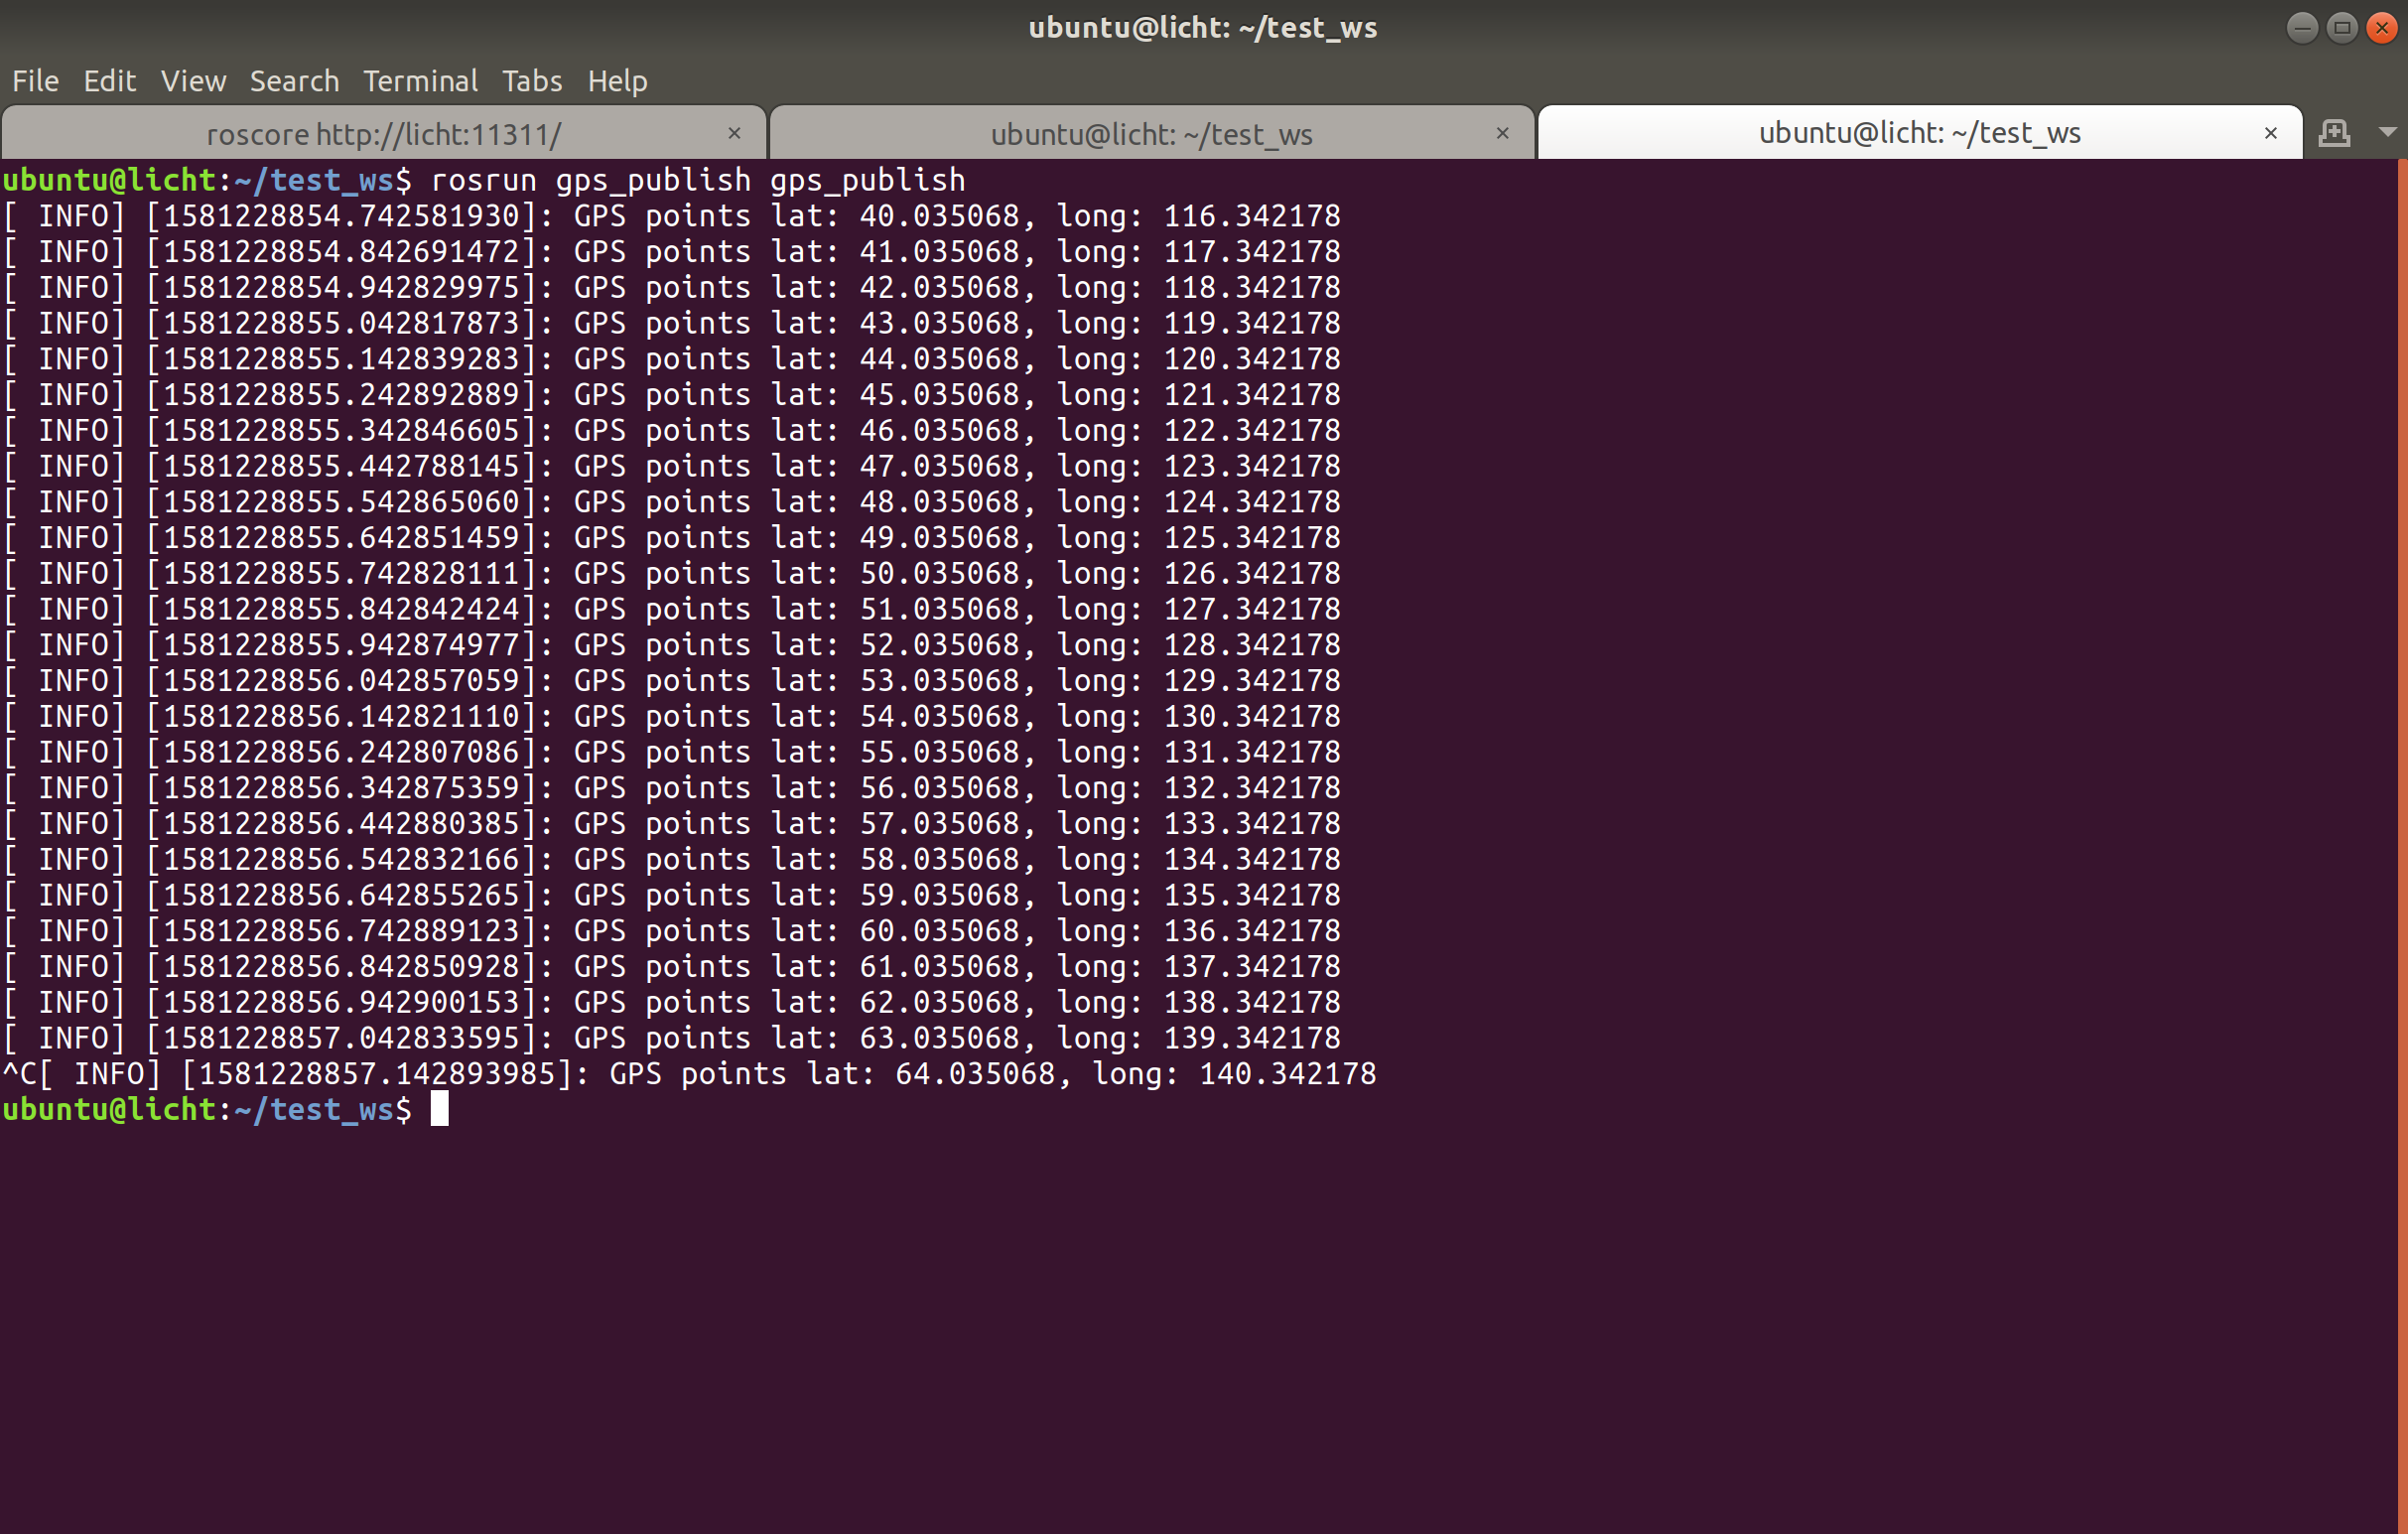 ubuntu@licht: ~/test_ws
File Edit View Search Terminal Tabs Help
roscore http://licht:11311/ × ubuntu@licht: ~/test_ws × ubuntu@licht: ~/test_ws ×
ubuntu@licht:~/test_ws$ rosrun gps_publish gps_publish
[ INFO] [1581228854.742581930]: GPS points lat: 40.035068, long: 116.342178
[ INFO] [1581228854.842691472]: GPS points lat: 41.035068, long: 117.342178
[ INFO] [1581228854.942829975]: GPS points lat: 42.035068, long: 118.342178
[ INFO] [1581228855.042817873]: GPS points lat: 43.035068, long: 119.342178
[ INFO] [1581228855.142839283]: GPS points lat: 44.035068, long: 120.342178
[ INFO] [1581228855.242892889]: GPS points lat: 45.035068, long: 121.342178
[ INFO] [1581228855.342846605]: GPS points lat: 46.035068, long: 122.342178
[ INFO] [1581228855.442788145]: GPS points lat: 47.035068, long: 123.342178
[ INFO] [1581228855.542865060]: GPS points lat: 48.035068, long: 124.342178
[ INFO] [1581228855.642851459]: GPS points lat: 49.035068, long: 125.342178
[ INFO] [1581228855.742828111]: GPS points lat: 50.035068, long: 126.342178
[ INFO] [1581228855.842842424]: GPS points lat: 51.035068, long: 127.342178
[ INFO] [1581228855.942874977]: GPS points lat: 52.035068, long: 128.342178
[ INFO] [1581228856.042857059]: GPS points lat: 53.035068, long: 129.342178
[ INFO] [1581228856.142821110]: GPS points lat: 54.035068, long: 130.342178
[ INFO] [1581228856.242807086]: GPS points lat: 55.035068, long: 131.342178
[ INFO] [1581228856.342875359]: GPS points lat: 56.035068, long: 132.342178
[ INFO] [1581228856.442880385]: GPS points lat: 57.035068, long: 133.342178
[ INFO] [1581228856.542832166]: GPS points lat: 58.035068, long: 134.342178
[ INFO] [1581228856.642855265]: GPS points lat: 59.035068, long: 135.342178
[ INFO] [1581228856.742889123]: GPS points lat: 60.035068, long: 136.342178
[ INFO] [1581228856.842850928]: GPS points lat: 61.035068, long: 137.342178
[ INFO] [1581228856.942900153]: GPS points lat: 62.035068, long: 138.342178
[ INFO] [1581228857.042833595]: GPS points lat: 63.035068, long: 139.342178
^C[ INFO] [1581228857.142893985]: GPS points lat: 64.035068, long: 140.342178
ubuntu@licht:~/test_ws$